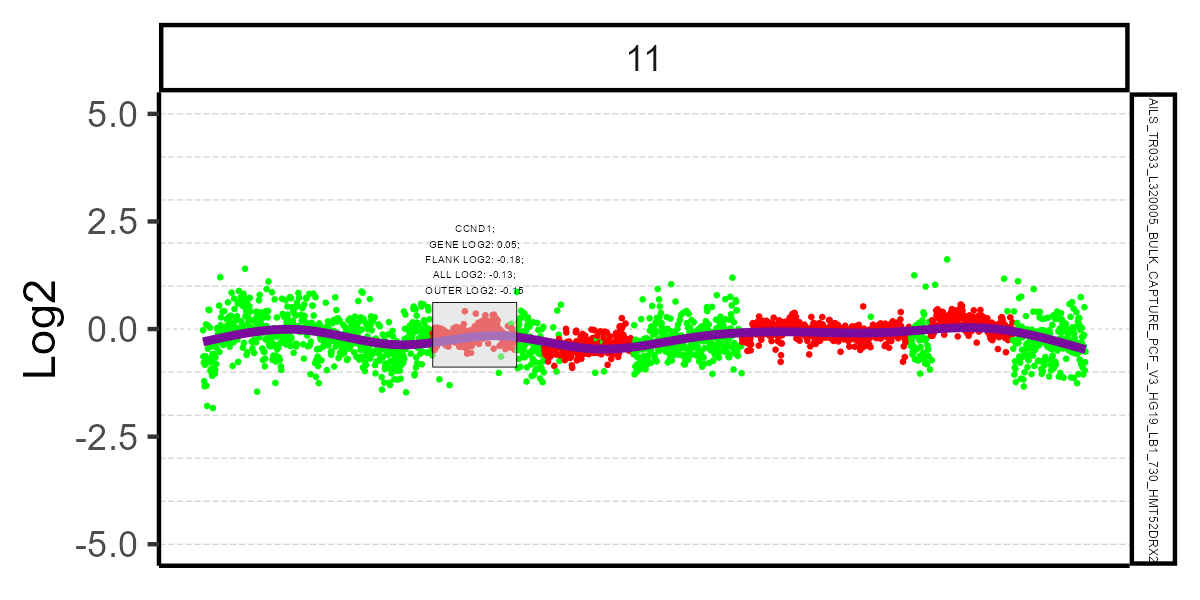 11
5.0
2.5
0.0
-2.5
-5.0
Log2
CCND1;
GENE LOG2: 0.05;
FLANK LOG2: -0.18;
ALL LOG2: -0.13;
OUTER LOG2: -0.15
AILS_TR033_L320005_BULK_CAPTURE_PCF_V3_HG19_LB1_730_HMT52DRX2